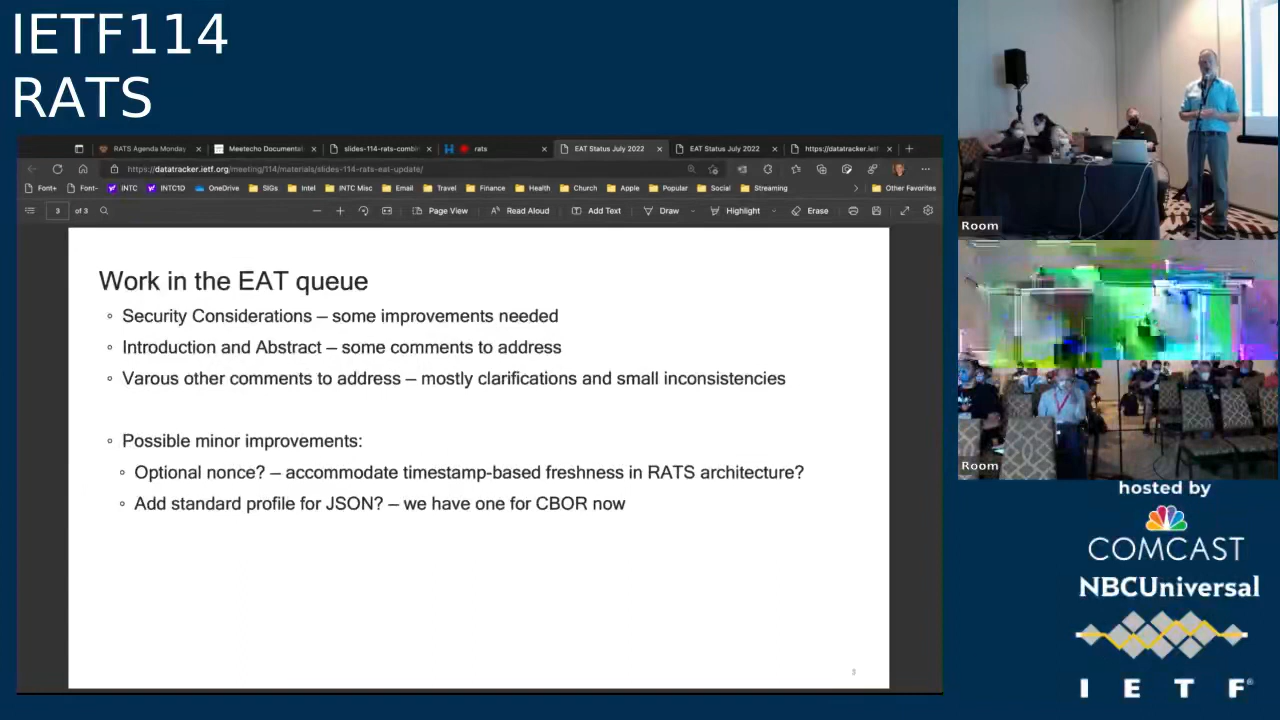 IETF114
RATS
RATS Agenda Monday
Meetecho Documenta
slides-114-rats-combi
rats
EAT Status July 2022
EAT Status July 2022
https://datatracker.ietf
https://datatracker.ietf.org/meeting/114/materials/slides-114-rats-eat-update/
Font+
Font-
INTC
INTC1D
OneDrive
SIGs
Intel
INTC Misc
Email
Travel
Finance
Health
Church
Apple
Popular
Social
Streaming
Other Favorites
3 of 3
Page View
Read Aloud
Add Text
Draw
Highlight
Erase
Work in the EAT queue
Security Considerations – some improvements needed
Introduction and Abstract – some comments to address
Varous other comments to address – mostly clarifications and small inconsistencies
Possible minor improvements:
Optional nonce? – accommodate timestamp-based freshness in RATS architecture?
Add standard profile for JSON? – we have one for CBOR now
3
Room
Room
hosted by
COMCAST
NBCUniversal
I E T F®